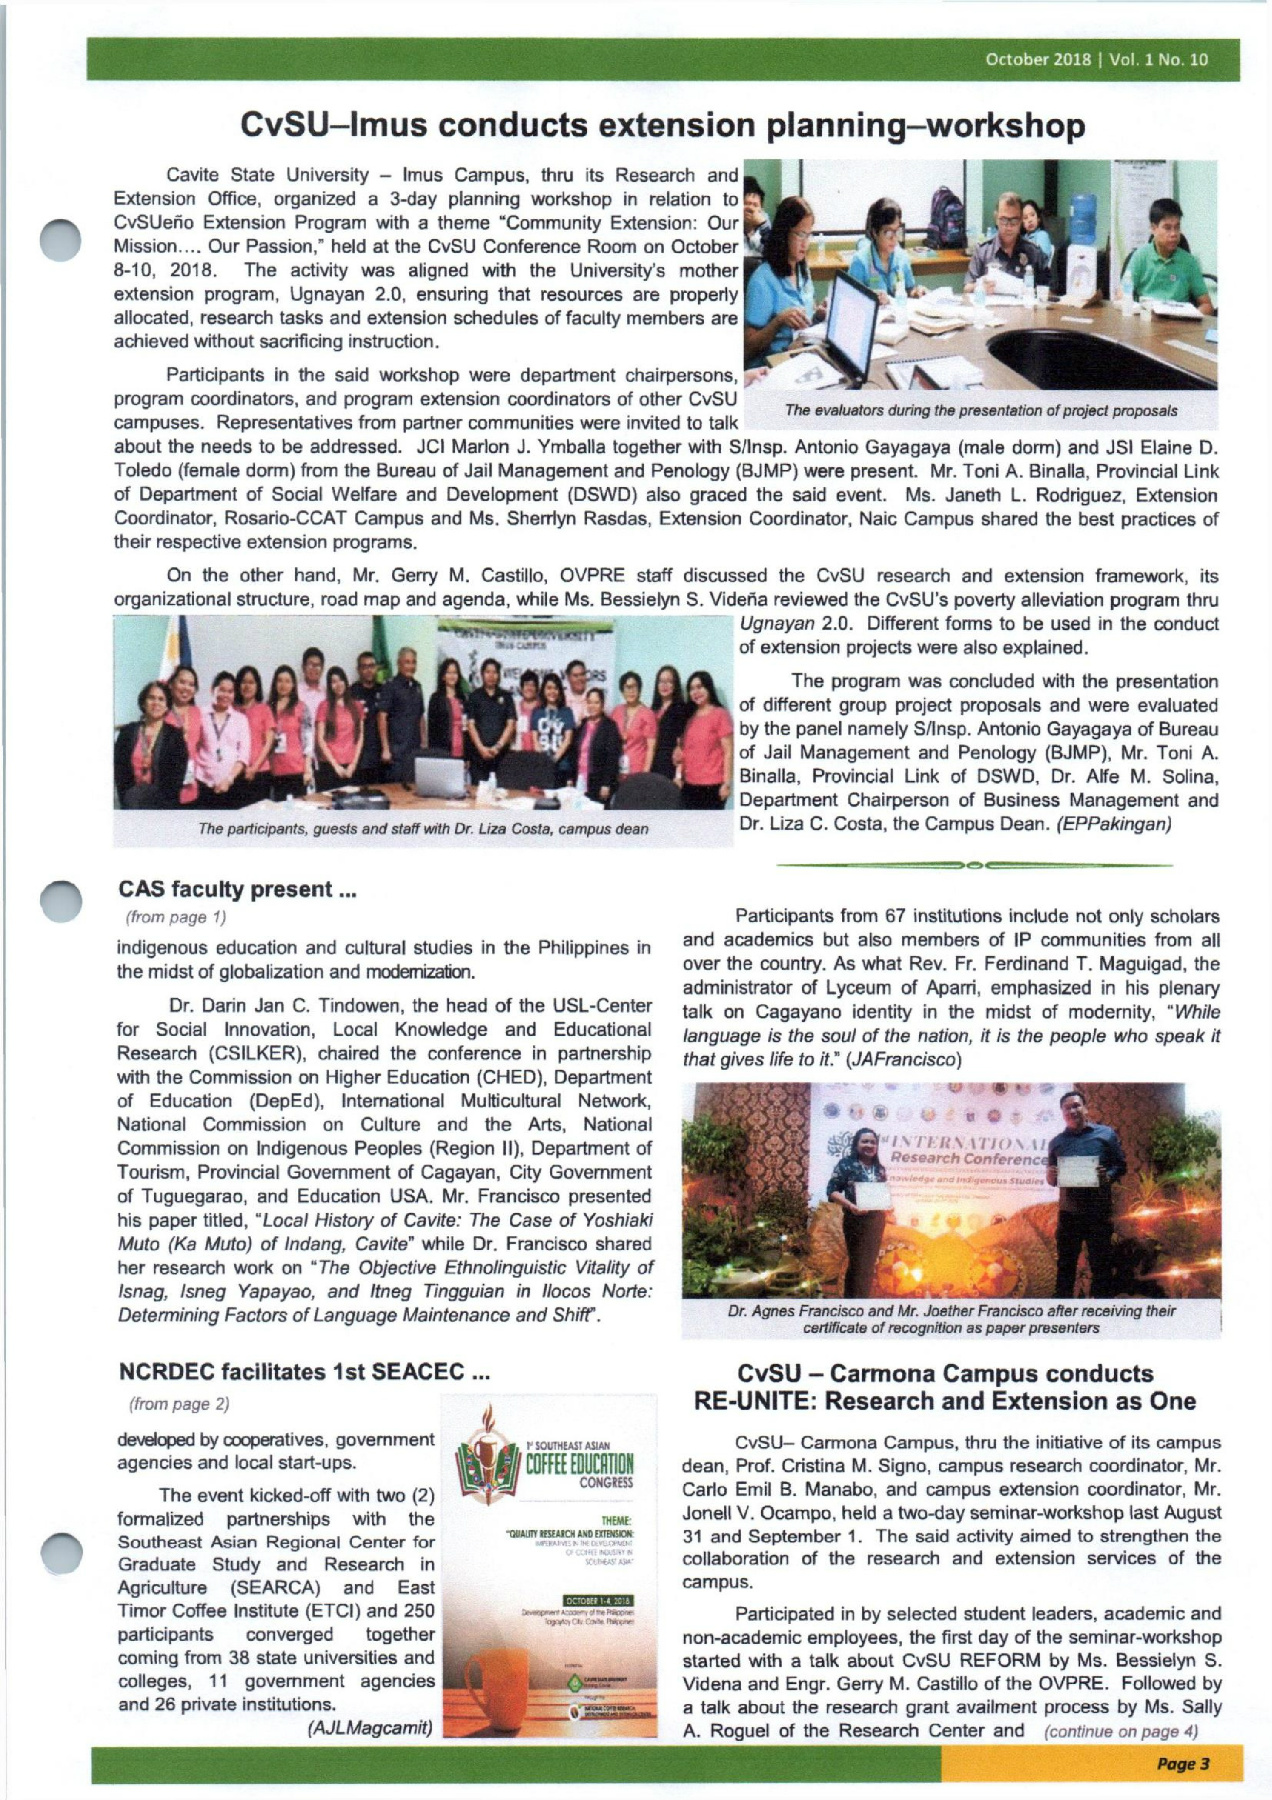 October 2018 | Vol. 1 No. 10
CvSU–Imus conducts extension planning–workshop
Cavite State University – Imus Campus, thru its Research and
Extension Office, organized a 3-day planning workshop in relation to
CvSUeño Extension Program with a theme “Community Extension: Our
Mission.... Our Passion,” held at the CvSU Conference Room on October
8-10, 2018. The activity was aligned with the University's mother
extension program, Ugnayan 2.0, ensuring that resources are properly
allocated, research tasks and extension schedules of faculty members are
achieved without sacrificing instruction.
The evaluators during the presentation of project proposals
Participants in the said workshop were department chairpersons,
program coordinators, and program extension coordinators of other CvSU
campuses. Representatives from partner communities were invited to talk
about the needs to be addressed. JCI Marlon J. Ymballa together with S/Insp. Antonio Gayagaya (male dorm) and JSI Elaine D.
Toledo (female dorm) from the Bureau of Jail Management and Penology (BJMP) were present. Mr. Toni A. Binalla, Provincial Link
of Department of Social Welfare and Development (DSWD) also graced the said event. Ms. Janeth L. Rodriguez, Extension
Coordinator, Rosario-CCAT Campus and Ms. Sherrlyn Rasdas, Extension Coordinator, Naic Campus shared the best practices of
their respective extension programs.
On the other hand, Mr. Gerry M. Castillo, OVPRE staff discussed the CvSU research and extension framework, its
organizational structure, road map and agenda, while Ms. Bessielyn S. Videña reviewed the CvSU's poverty alleviation program thru
Ugnayan 2.0. Different forms to be used in the conduct
of extension projects were also explained.
The program was concluded with the presentation
of different group project proposals and were evaluated
by the panel namely S/Insp. Antonio Gayagaya of Bureau
of Jail Management and Penology (BJMP), Mr. Toni A.
Binalla, Provincial Link of DSWD, Dr. Alfe M. Solina,
Department Chairperson of Business Management and
Dr. Liza C. Costa, the Campus Dean. (EPPakingan)
IMUS CAMPUS
The participants, guests and staff with Dr. Liza Costa, campus dean
CAS faculty present ...
(from page 1)
indigenous education and cultural studies in the Philippines in
the midst of globalization and modernization.
Dr. Darin Jan C. Tindowen, the head of the USL-Center
for Social Innovation, Local Knowledge and Educational
Research (CSILKER), chaired the conference in partnership
with the Commission on Higher Education (CHED), Department
of Education (DepEd), International Multicultural Network,
National Commission on Culture and the Arts, National
Commission on Indigenous Peoples (Region II), Department of
Tourism, Provincial Government of Cagayan, City Government
of Tuguegarao, and Education USA. Mr. Francisco presented
his paper titled, “Local History of Cavite: The Case of Yoshiaki
Muto (Ka Muto) of Indang, Cavite” while Dr. Francisco shared
her research work on “The Objective Ethnolinguistic Vitality of
Isnag, Isneg Yapayao, and Itneg Tingguian in Ilocos Norte:
Determining Factors of Language Maintenance and Shift”.
Participants from 67 institutions include not only scholars
and academics but also members of IP communities from all
over the country. As what Rev. Fr. Ferdinand T. Maguigad, the
administrator of Lyceum of Aparri, emphasized in his plenary
talk on Cagayano identity in the midst of modernity, “While
language is the soul of the nation, it is the people who speak it
that gives life to it.” (JAFrancisco)
1st INTERNATIONAL
Research Conference
Knowledge and Indigenous Studies
Dr. Agnes Francisco and Mr. Joether Francisco after receiving their
certificate of recognition as paper presenters
NCRDEC facilitates 1st SEACEC ...
(from page 2)
developed by cooperatives, government
agencies and local start-ups.
The event kicked-off with two (2)
formalized partnerships with the
Southeast Asian Regional Center for
Graduate Study and Research in
Agriculture (SEARCA) and East
Timor Coffee Institute (ETCI) and 250
participants converged together
coming from 38 state universities and
colleges, 11 government agencies
and 26 private institutions.
(AJLMagcamit)
1st SOUTHEAST ASIAN
COFFEE EDUCATION
CONGRESS
THEME:
“QUALITY RESEARCH AND EXTENSION:
IMPERATIVES IN THE DEVELOPMENT
OF COFFEE INDUSTRY IN
SOUTHEAST ASIA”
OCTOBER 1-4, 2018
Development Academy of the Philippines
Tagaytay City, Cavite, Philippines
CvSU – Carmona Campus conducts
RE-UNITE: Research and Extension as One
CvSU– Carmona Campus, thru the initiative of its campus
dean, Prof. Cristina M. Signo, campus research coordinator, Mr.
Carlo Emil B. Manabo, and campus extension coordinator, Mr.
Jonell V. Ocampo, held a two-day seminar-workshop last August
31 and September 1. The said activity aimed to strengthen the
collaboration of the research and extension services of the
campus.
Participated in by selected student leaders, academic and
non-academic employees, the first day of the seminar-workshop
started with a talk about CvSU REFORM by Ms. Bessielyn S.
Videna and Engr. Gerry M. Castillo of the OVPRE. Followed by
a talk about the research grant availment process by Ms. Sally
A. Roguel of the Research Center and (continue on page 4)
Page 3